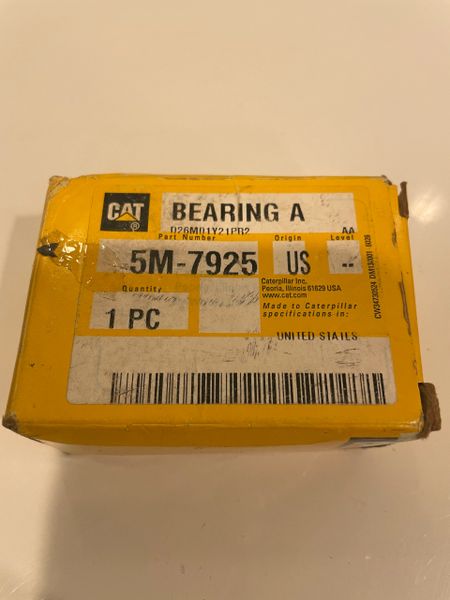 CAT
®
BEARING A
D26M01Y21PB2 AA
Part Number Origin Level
5M-7925 US --
Quantity
1 PC
Caterpillar Inc.
Peoria, Illinois 61629 USA
www.cat.com
Made to Caterpillar
specifications in:
UNITED STATES